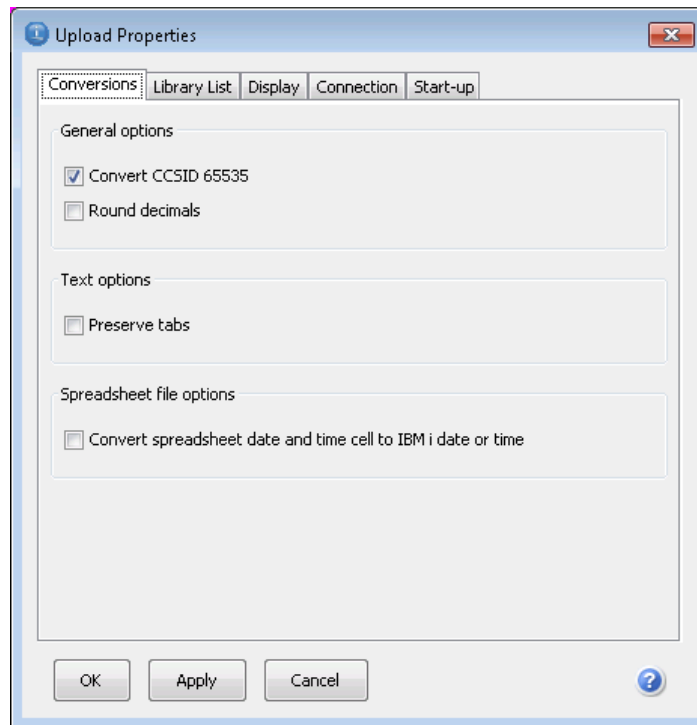 Upload Properties
Conversions Library List Display Connection Start-up
General options
Convert CCSID 65535
Round decimals
Text options
Preserve tabs
Spreadsheet file options
Convert spreadsheet date and time cell to IBM i date or time
OK Apply Cancel ?